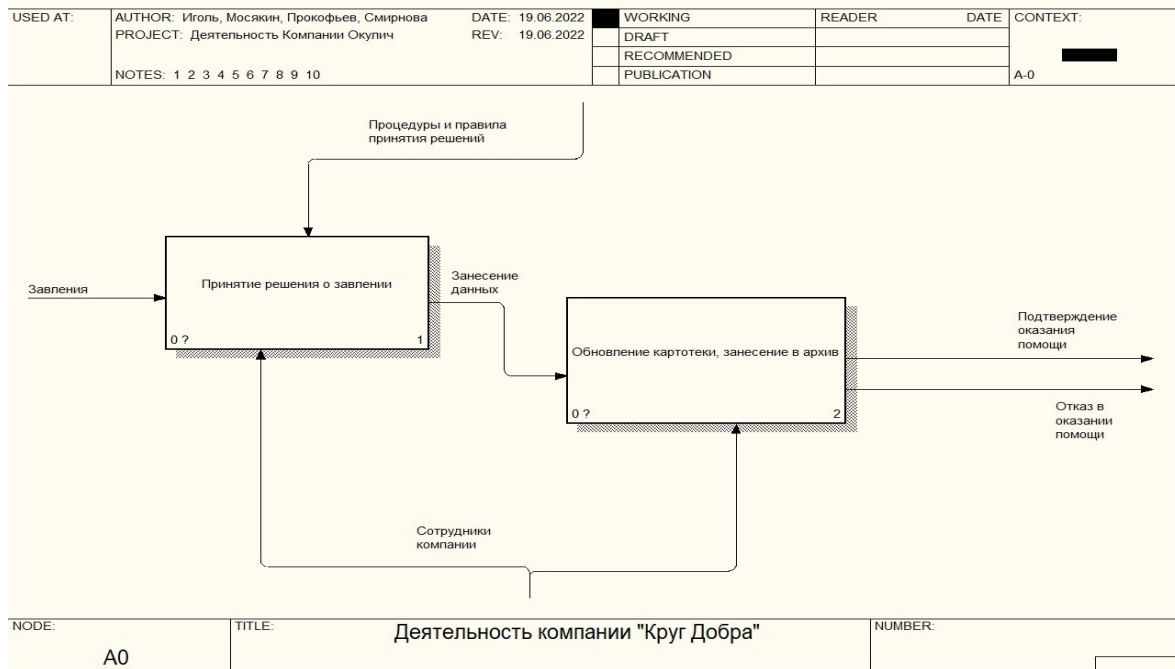 USED AT:
AUTHOR: Иголь, Мосякин, Прокофьев, Смирнова
DATE: 19.06.2022
PROJECT: Деятельность Компании Окулич
REV: 19.06.2022
NOTES: 1 2 3 4 5 6 7 8 9 10
WORKING
DRAFT
RECOMMENDED
PUBLICATION
READER
DATE
CONTEXT:
A-0
Процедуры и правила
принятия решений
Завления
Принятие решения о завлении
0 ?
1
Занесение
данных
Обновление картотеки, занесение в архив
0 ?
2
Подтверждение
оказания
помощи
Отказ в
оказании
помощи
Сотрудники
компании
NODE:
A0
TITLE:
Деятельность компании "Круг Добра"
NUMBER: